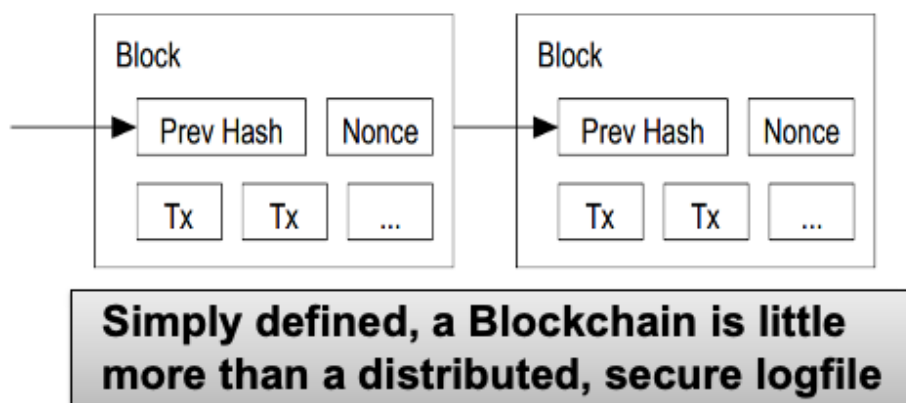 Block Block
Prev Hash Nonce Prev Hash Nonce
Tx Tx ... Tx Tx ...
Simply defined, a Blockchain is little
more than a distributed, secure logfile